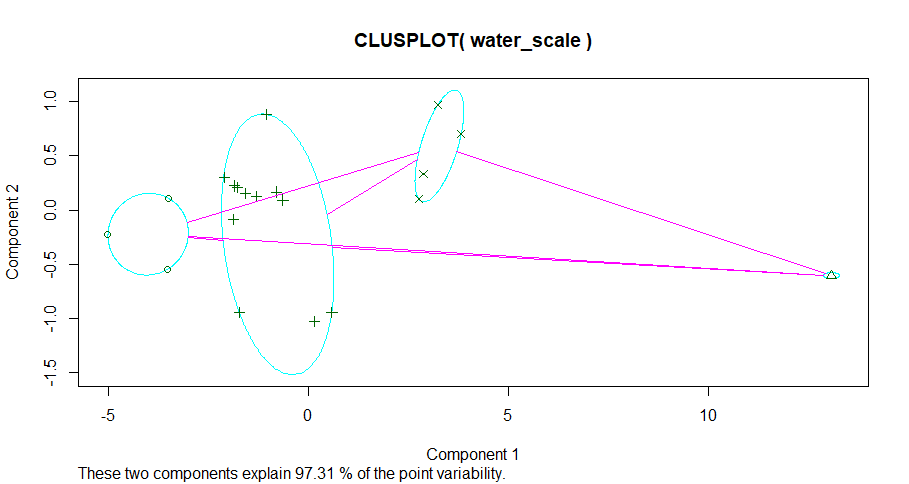 CLUSPLOT( water_scale )
Component 2
1.0
0.5
0.0
-0.5
-1.0
-1.5
-5 0 5 10
Component 1
These two components explain 97.31 % of the point variability.